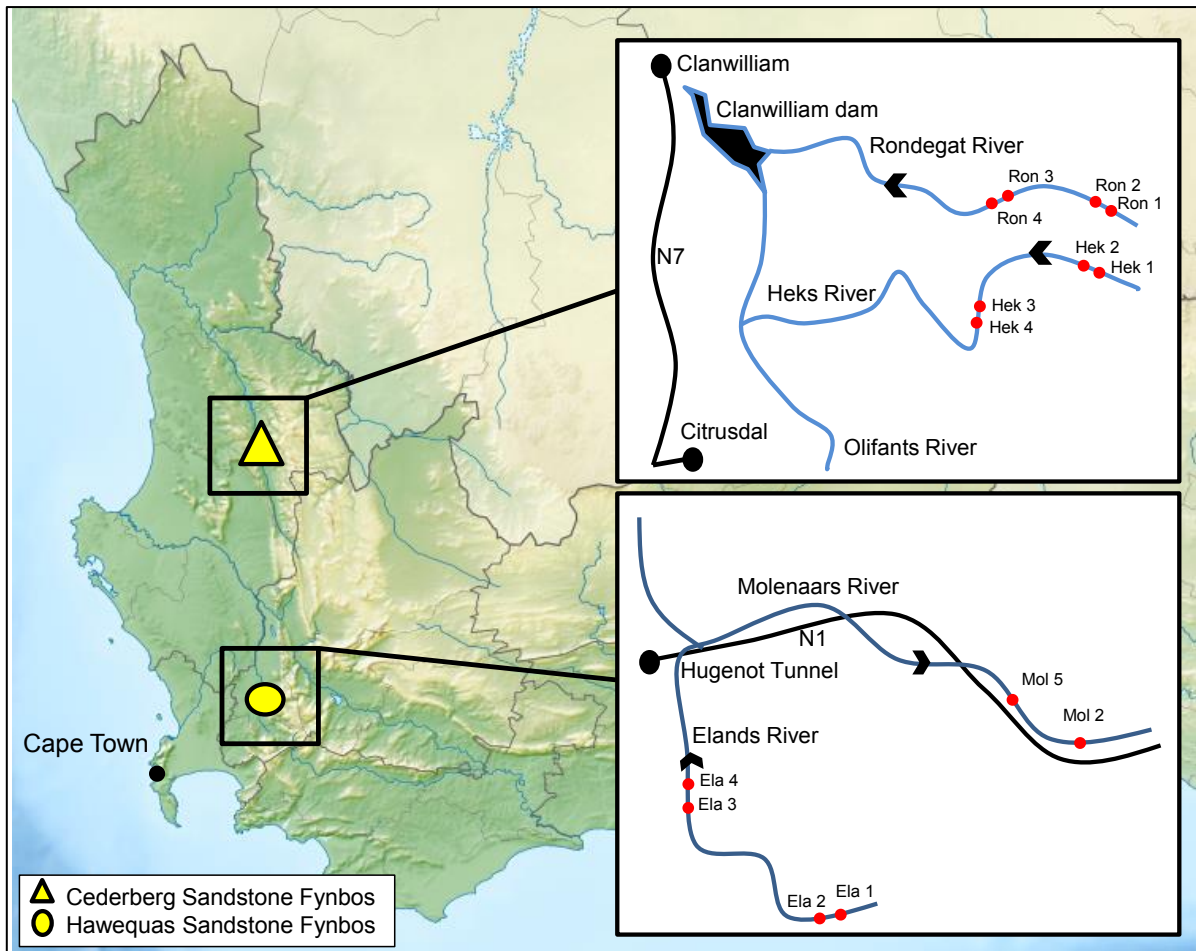 Clanwilliam
Clanwilliam dam
Rondegat River
Ron 3
Ron 2
Ron 1
Ron 4
Hek 2
Hek 1
N7
Heks River
Hek 3
Hek 4
Citrusdal
Olifants River
Molenaars River
N1
Hugenot Tunnel
Mol 5
Mol 2
Elands River
Ela 4
Ela 3
Ela 2
Ela 1
Cape Town
Cederberg Sandstone Fynbos
Hawequas Sandstone Fynbos